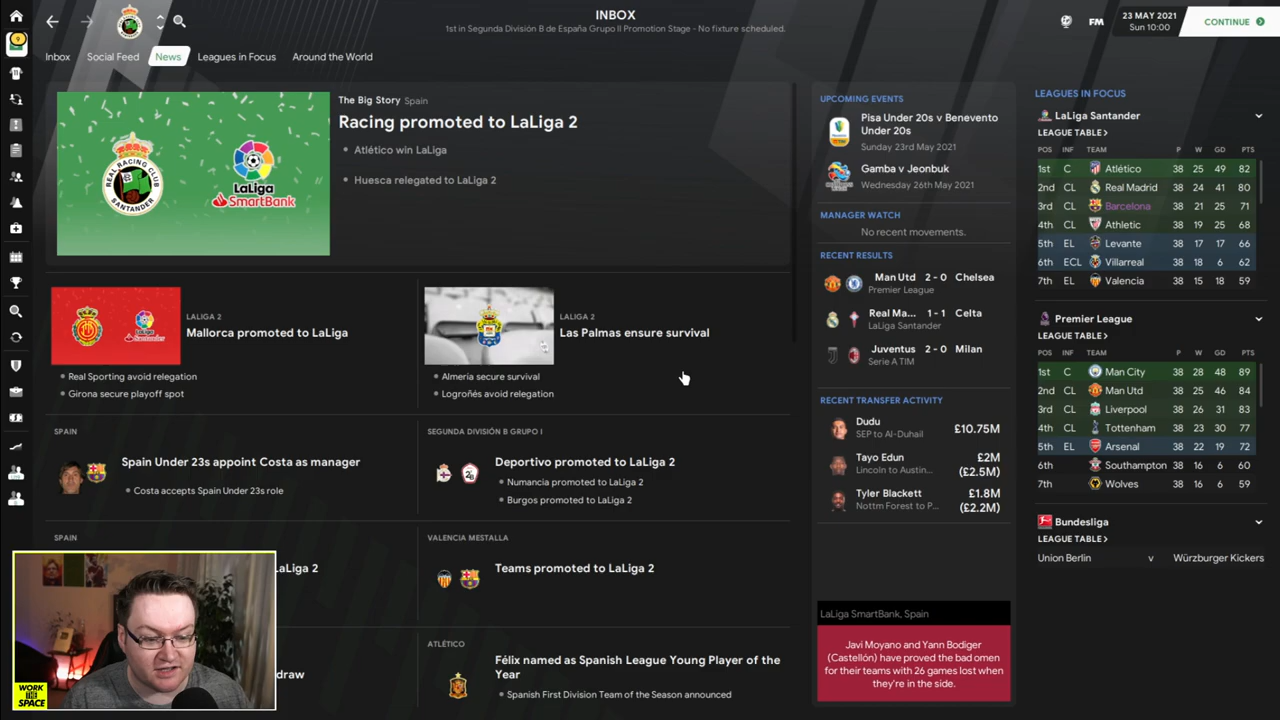 INBOX
1st in Segunda División B de España Grupo II Promotion Stage - No fixture scheduled.
FM
23 MAY 2021
Sun 10:00
CONTINUE
9
Inbox
Social Feed
News
Leagues in Focus
Around the World
REAL RACING CLUB
SANTANDER
LaLiga
SmartBank
The Big Story Spain
Racing promoted to LaLiga 2
Atlético win LaLiga
Huesca relegated to LaLiga 2
LALIGA 2
Mallorca promoted to LaLiga
Real Sporting avoid relegation
Girona secure playoff spot
LALIGA 2
Las Palmas ensure survival
Almería secure survival
Logroñés avoid relegation
SPAIN
Spain Under 23s appoint Costa as manager
Costa accepts Spain Under 23s role
SEGUNDA DIVISIÓN B GRUPO I
Deportivo promoted to LaLiga 2
Numancia promoted to LaLiga 2
Burgos promoted to LaLiga 2
SPAIN
aLiga 2
VALENCIA MESTALLA
Teams promoted to LaLiga 2
draw
ATLÉTICO
Félix named as Spanish League Young Player of the
Year
Spanish First Division Team of the Season announced
WORK
THE
SPACE
UPCOMING EVENTS
Pisa Under 20s v Benevento
Under 20s
Sunday 23rd May 2021
Gamba v Jeonbuk
Wednesday 26th May 2021
MANAGER WATCH
No recent movements.
RECENT RESULTS
Man Utd 2 - 0 Chelsea
Premier League
Real Ma... 1 - 1 Celta
LaLiga Santander
Juventus 2 - 0 Milan
Serie A TIM
RECENT TRANSFER ACTIVITY
Dudu £10.75M
SEP to Al-Duhail
Tayo Edun £2M
Lincoln to Austin... (£2.5M)
Tyler Blackett £1.8M
Nottm Forest to P... (£2.2M)
LaLiga SmartBank, Spain
Javi Moyano and Yann Bodiger
(Castellón) have proved the bad omen
for their teams with 26 games lost when
they're in the side.
LEAGUES IN FOCUS
LaLiga Santander
LEAGUE TABLE>
POS INF TEAM P W GD PTS
1st C Atlético 38 25 49 82
2nd CL Real Madrid 38 24 41 80
3rd CL Barcelona 38 21 25 71
4th CL Athletic 38 19 25 68
5th EL Levante 38 17 17 66
6th ECL Villarreal 38 18 6 62
7th EL Valencia 38 15 18 59
Premier League
LEAGUE TABLE>
POS INF TEAM P W GD PTS
1st C Man City 38 28 48 89
2nd CL Man Utd 38 25 46 84
3rd CL Liverpool 38 26 31 83
4th CL Tottenham 38 23 30 77
5th EL Arsenal 38 22 19 72
6th Southampton 38 16 6 60
7th Wolves 38 16 6 59
Bundesliga
LEAGUE TABLE>
Union Berlin v Würzburger Kickers